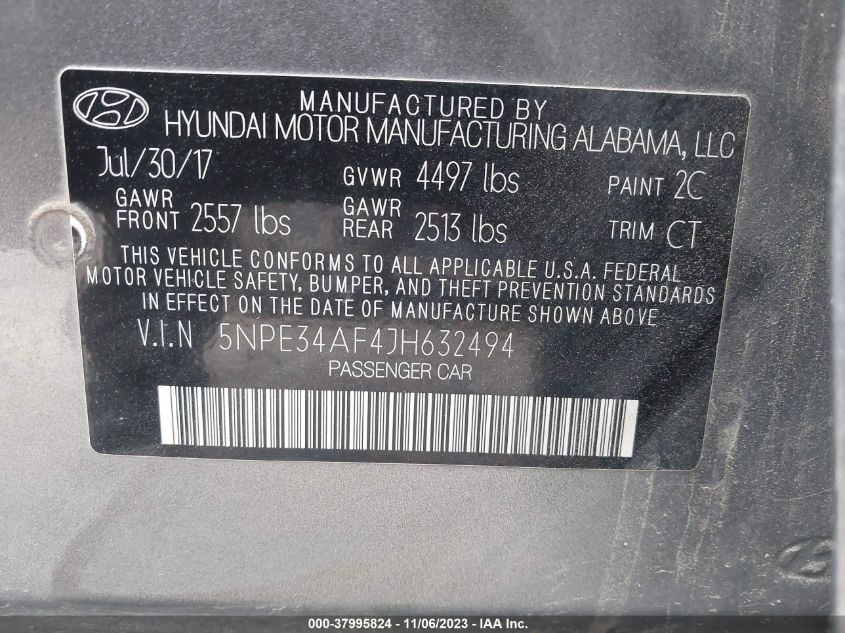 MANUFACTURED BY
HYUNDAI MOTOR MANUFACTURING ALABAMA, LLC
Jul/30/17 GVWR 4497 lbs PAINT 2C
GAWR FRONT 2557 lbs GAWR REAR 2513 lbs TRIM CT
THIS VEHICLE CONFORMS TO ALL APPLICABLE U.S.A. FEDERAL
MOTOR VEHICLE SAFETY, BUMPER, AND THEFT PREVENTION STANDARDS
IN EFFECT ON THE DATE OF MANUFACTURE SHOWN ABOVE.
V.I.N 5NPE34AF4JH632494
PASSENGER CAR
000-37995824 - 11/06/2023 - IAA Inc.